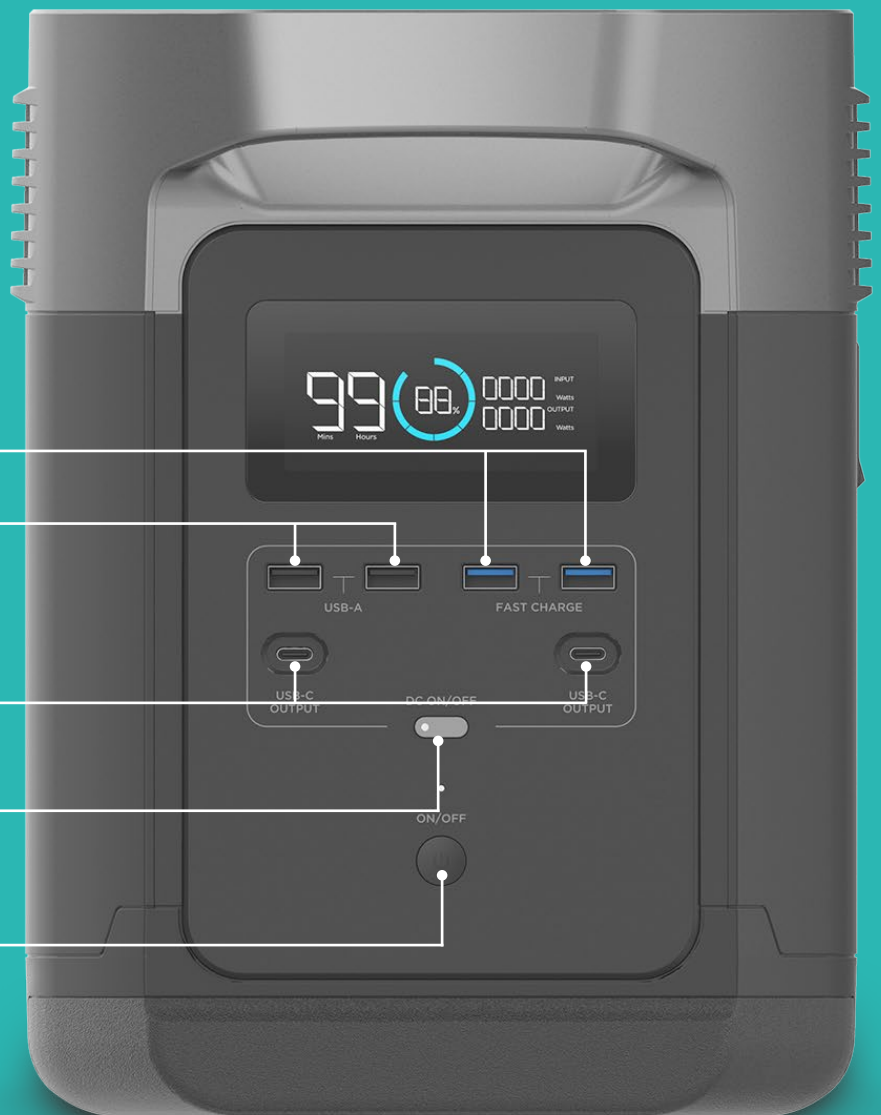 99
Mins Hours
88%
0000 INPUT Watts
0000 OUTPUT Watts
USB-A
FAST CHARGE
USB-C
OUTPUT
DC ON/OFF
USB-C
OUTPUT
ON/OFF